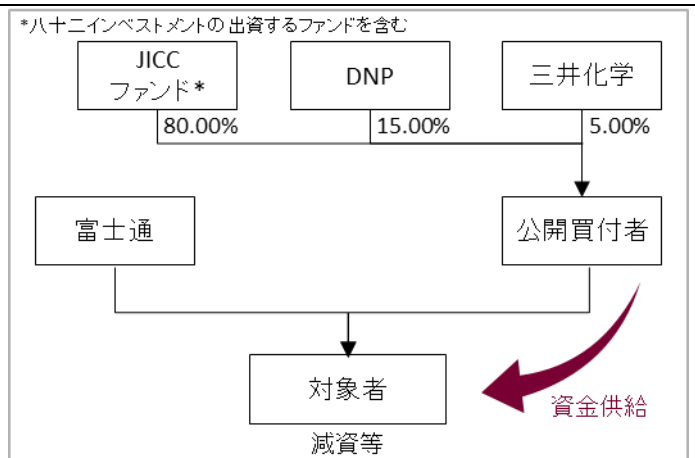 *八十二インベストメントの出資するファンドを含む
JICC
ファンド*
DNP
三井化学
80.00%
15.00%
5.00%
富士通
公開買付者
対象者
資金供給
減資等